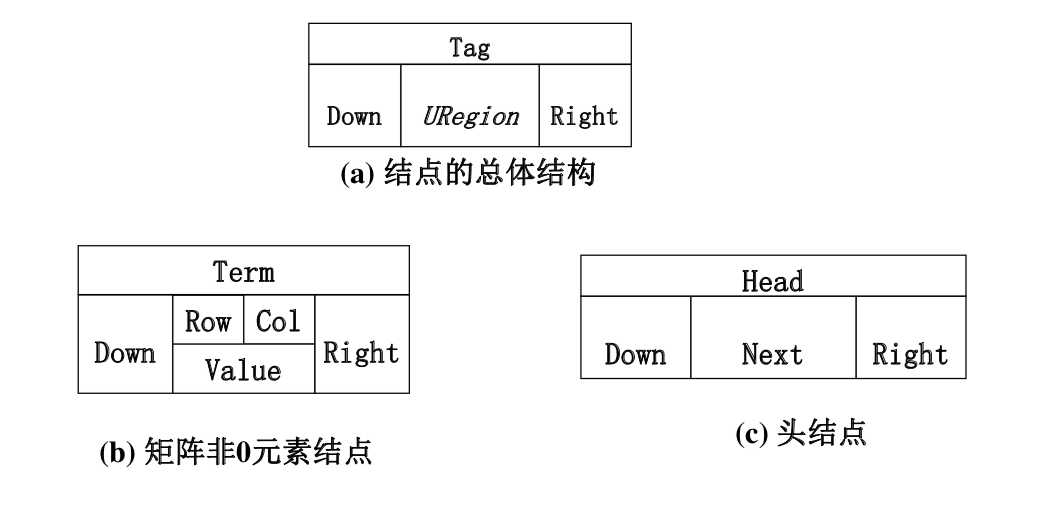 Tag
Down URegion Right
(a) 结点的总体结构
Term
Row Col
Down Right
Value
(b) 矩阵非0元素结点
Head
Down Next Right
(c) 头结点